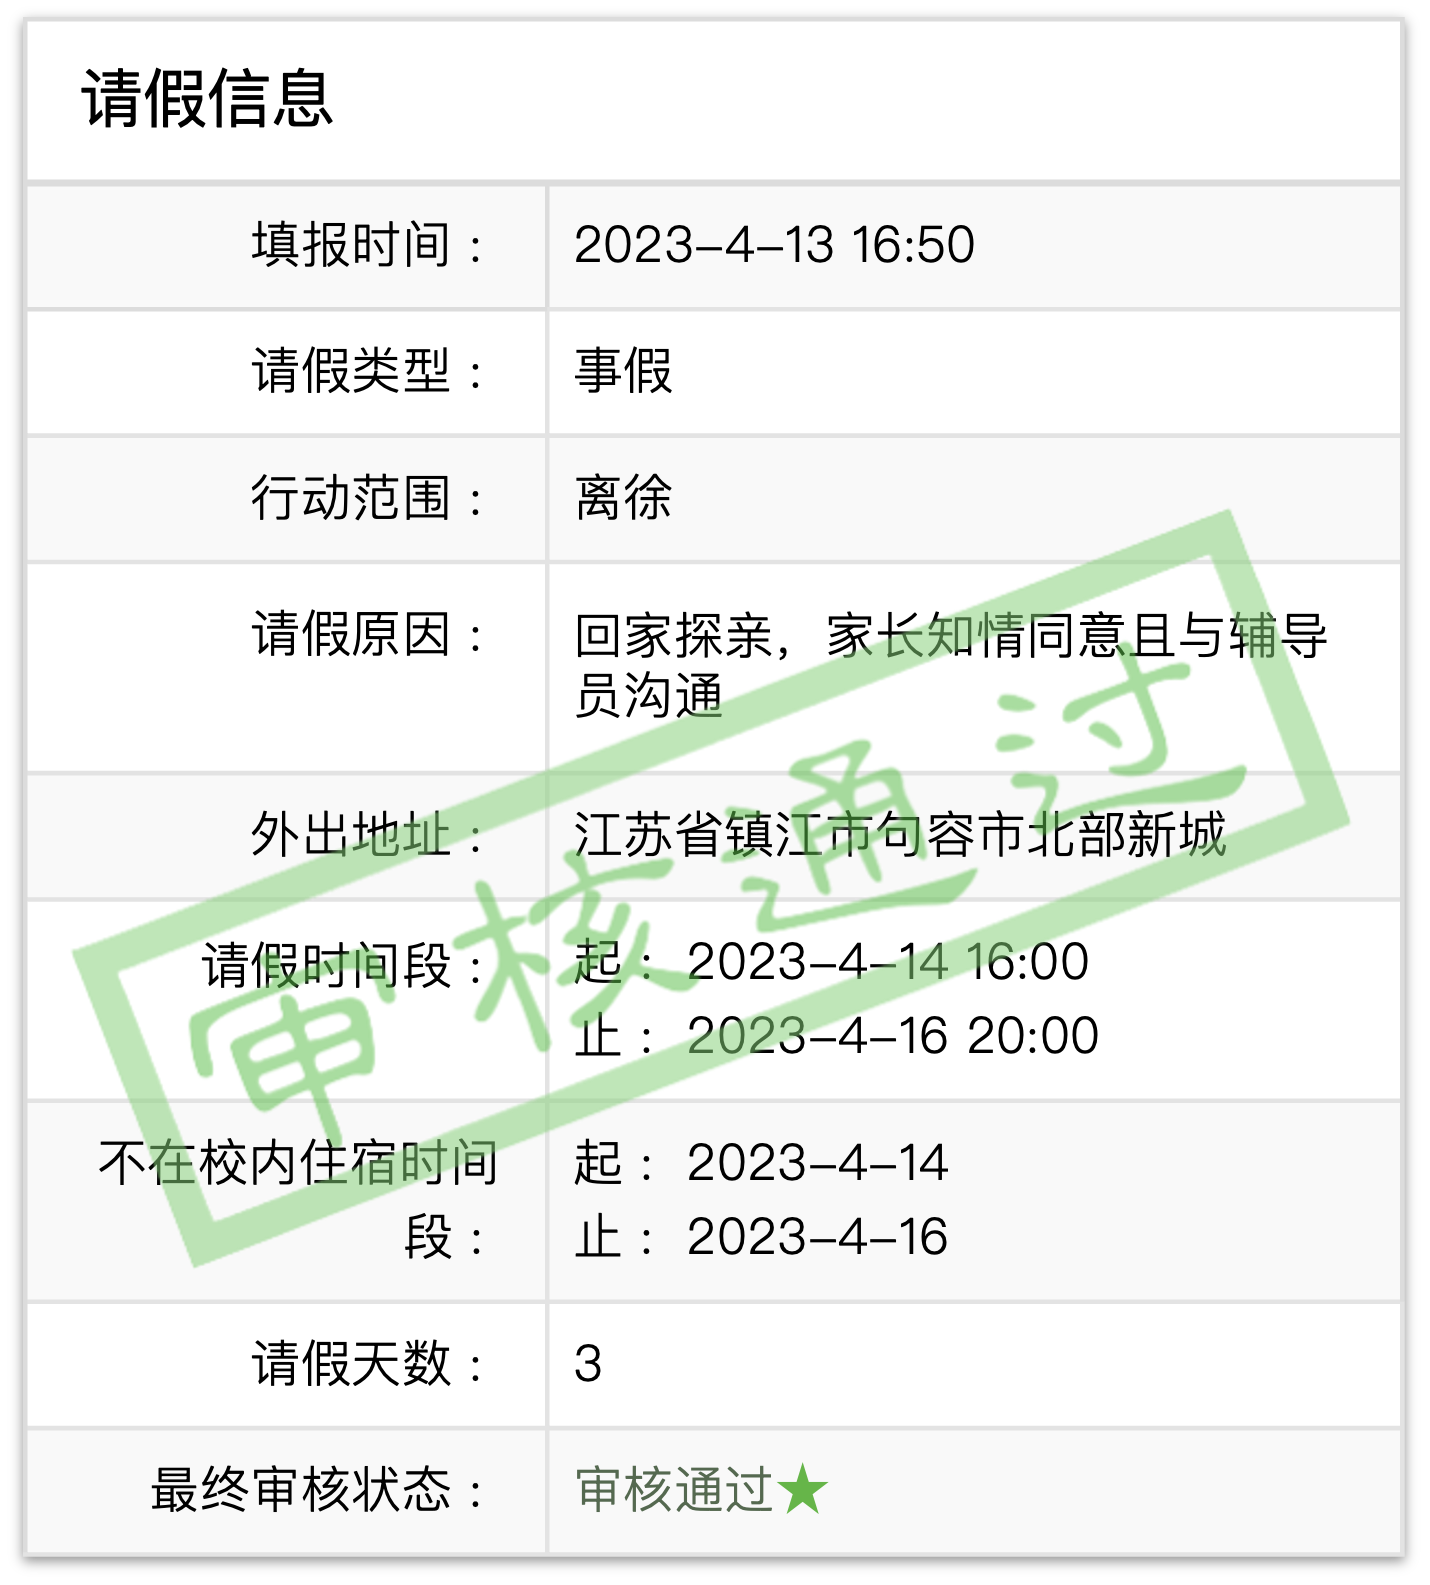 请假信息
填报时间： 2023-4-13 16:50
请假类型： 事假
行动范围： 离徐
请假原因： 回家探亲，家长知情同意且与辅导
员沟通
外出地址： 江苏省镇江市句容市北部新城
请假时间段： 起： 2023-4-14 16:00
止： 2023-4-16 20:00
不在校内住宿时间 起： 2023-4-14
段： 止： 2023-4-16
请假天数： 3
最终审核状态： 审核通过★
审核通过